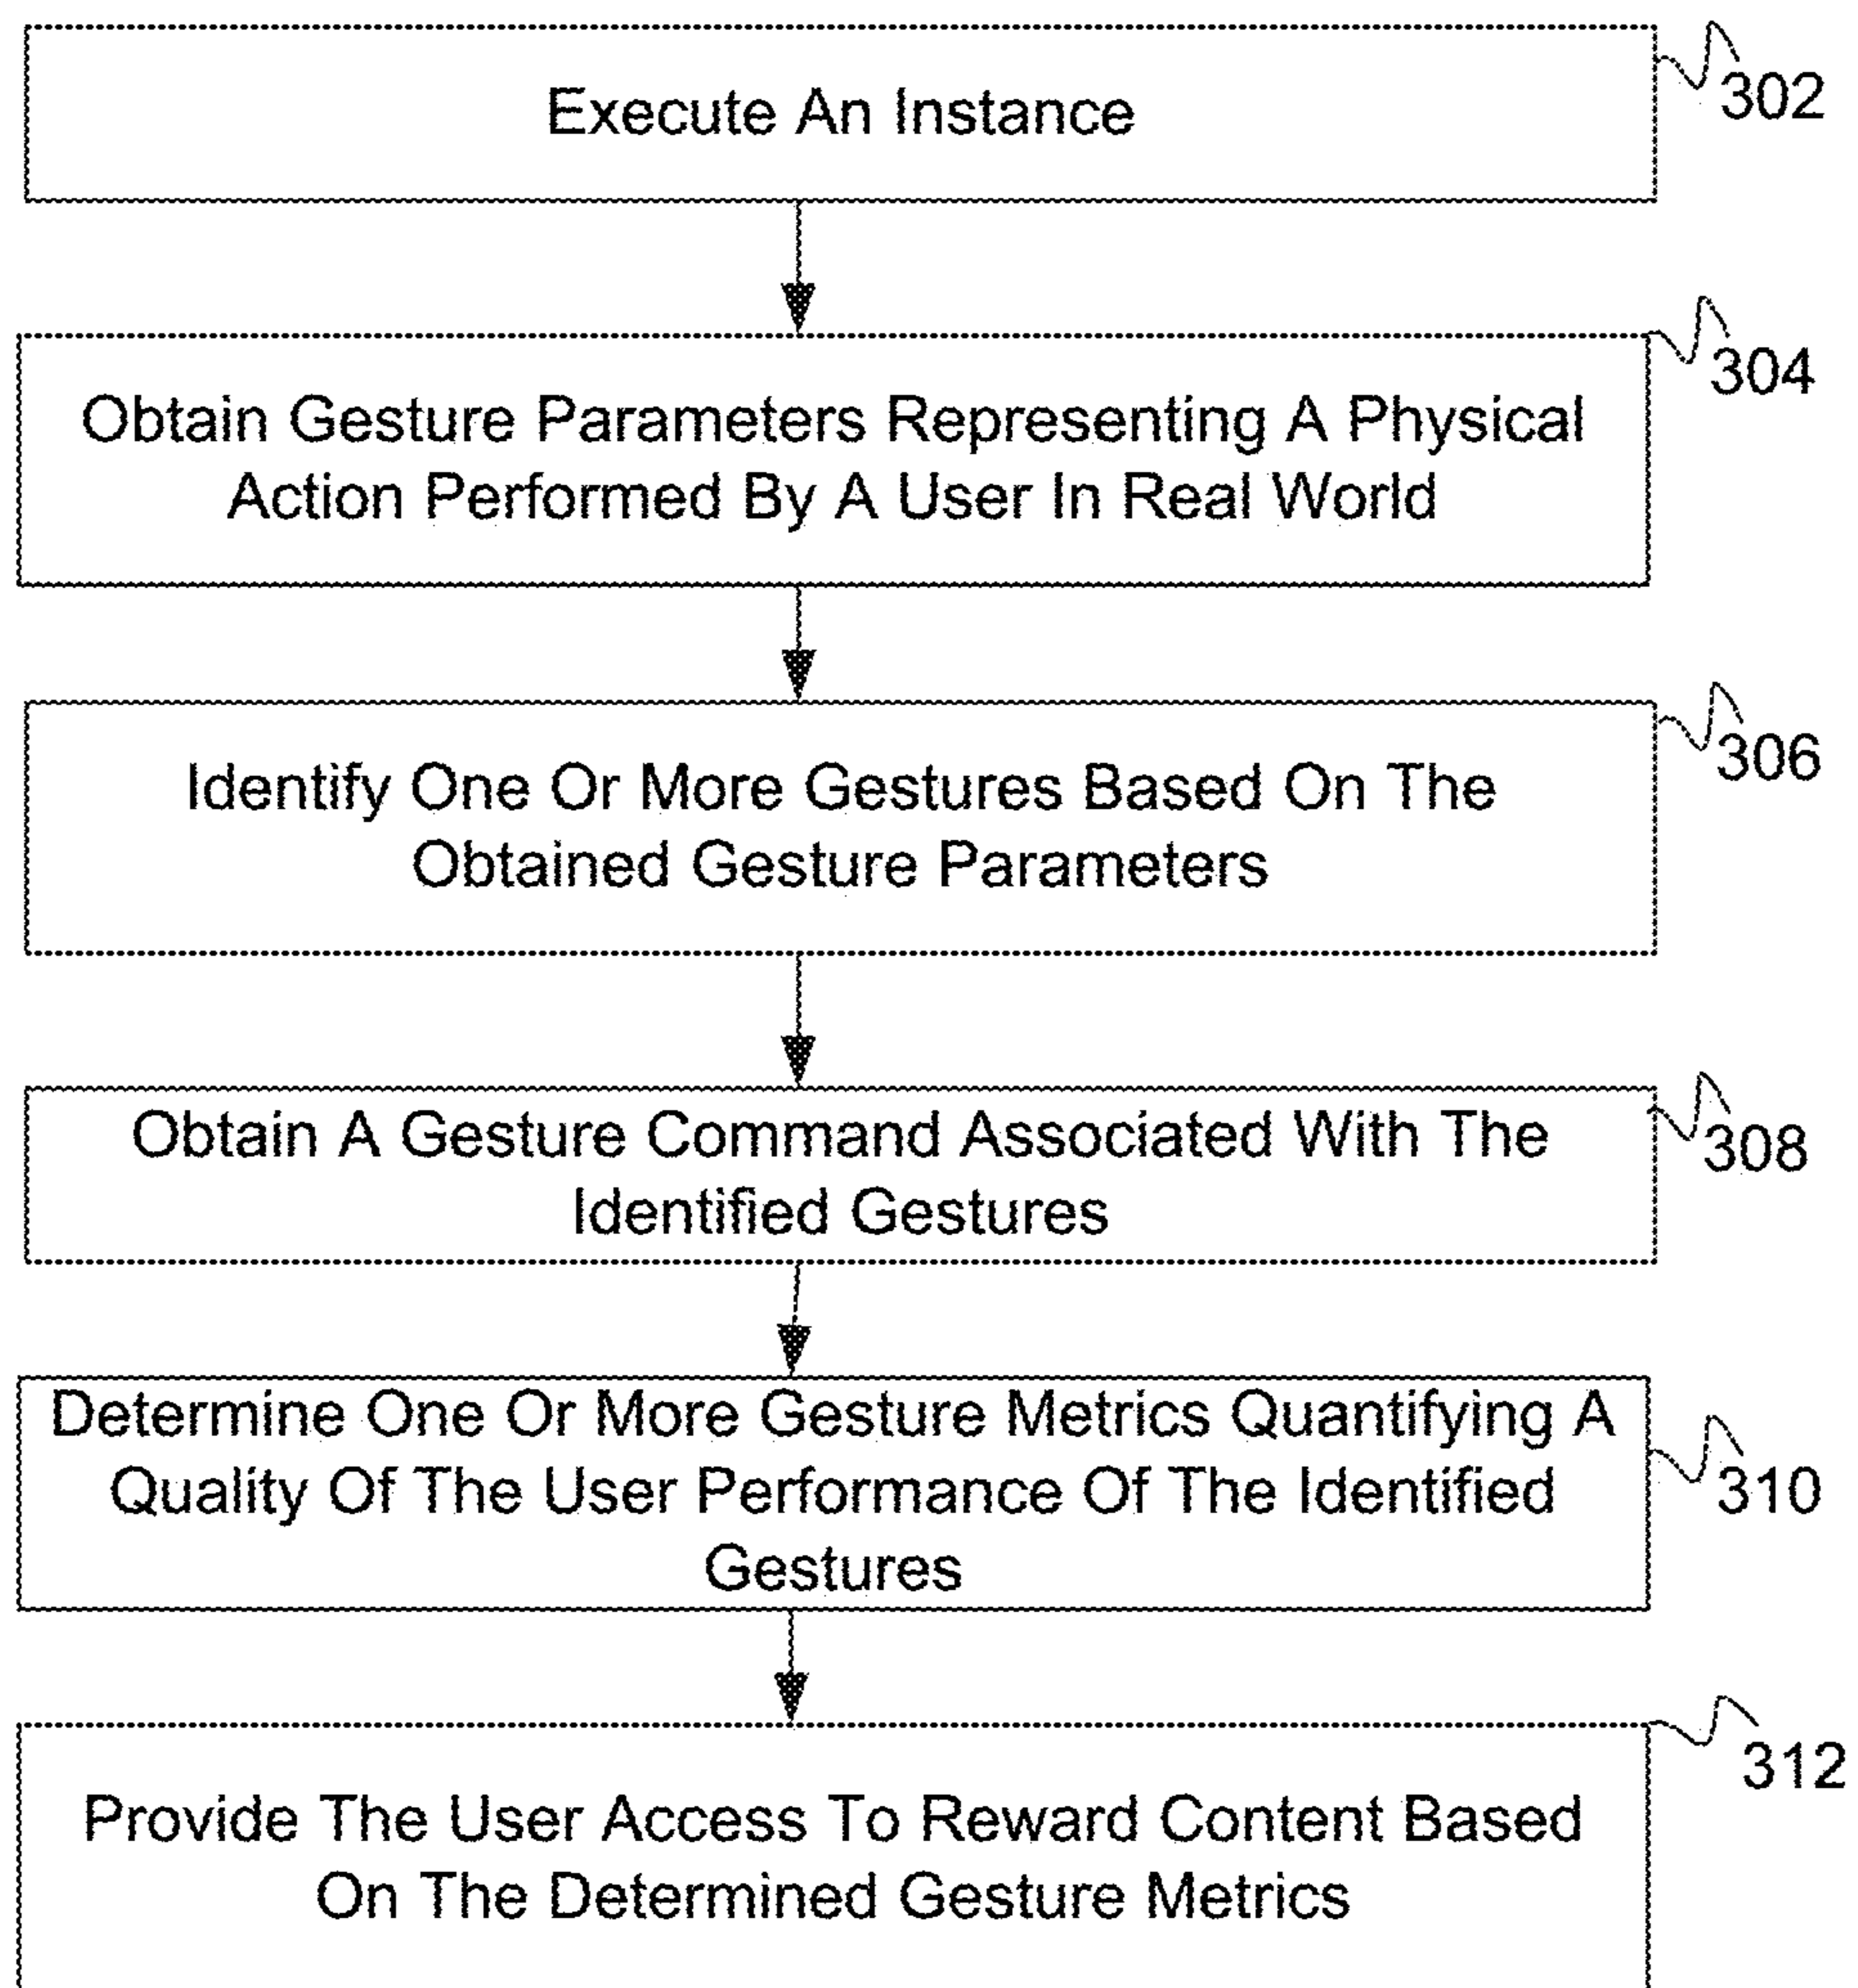 Execute An Instance
302
Obtain Gesture Parameters Representing A Physical
Action Performed By A User In Real World
304
Identify One Or More Gestures Based On The
Obtained Gesture Parameters
306
Obtain A Gesture Command Associated With The
Identified Gestures
308
Determine One Or More Gesture Metrics Quantifying A
Quality Of The User Performance Of The Identified
Gestures
310
Provide The User Access To Reward Content Based
On The Determined Gesture Metrics
312